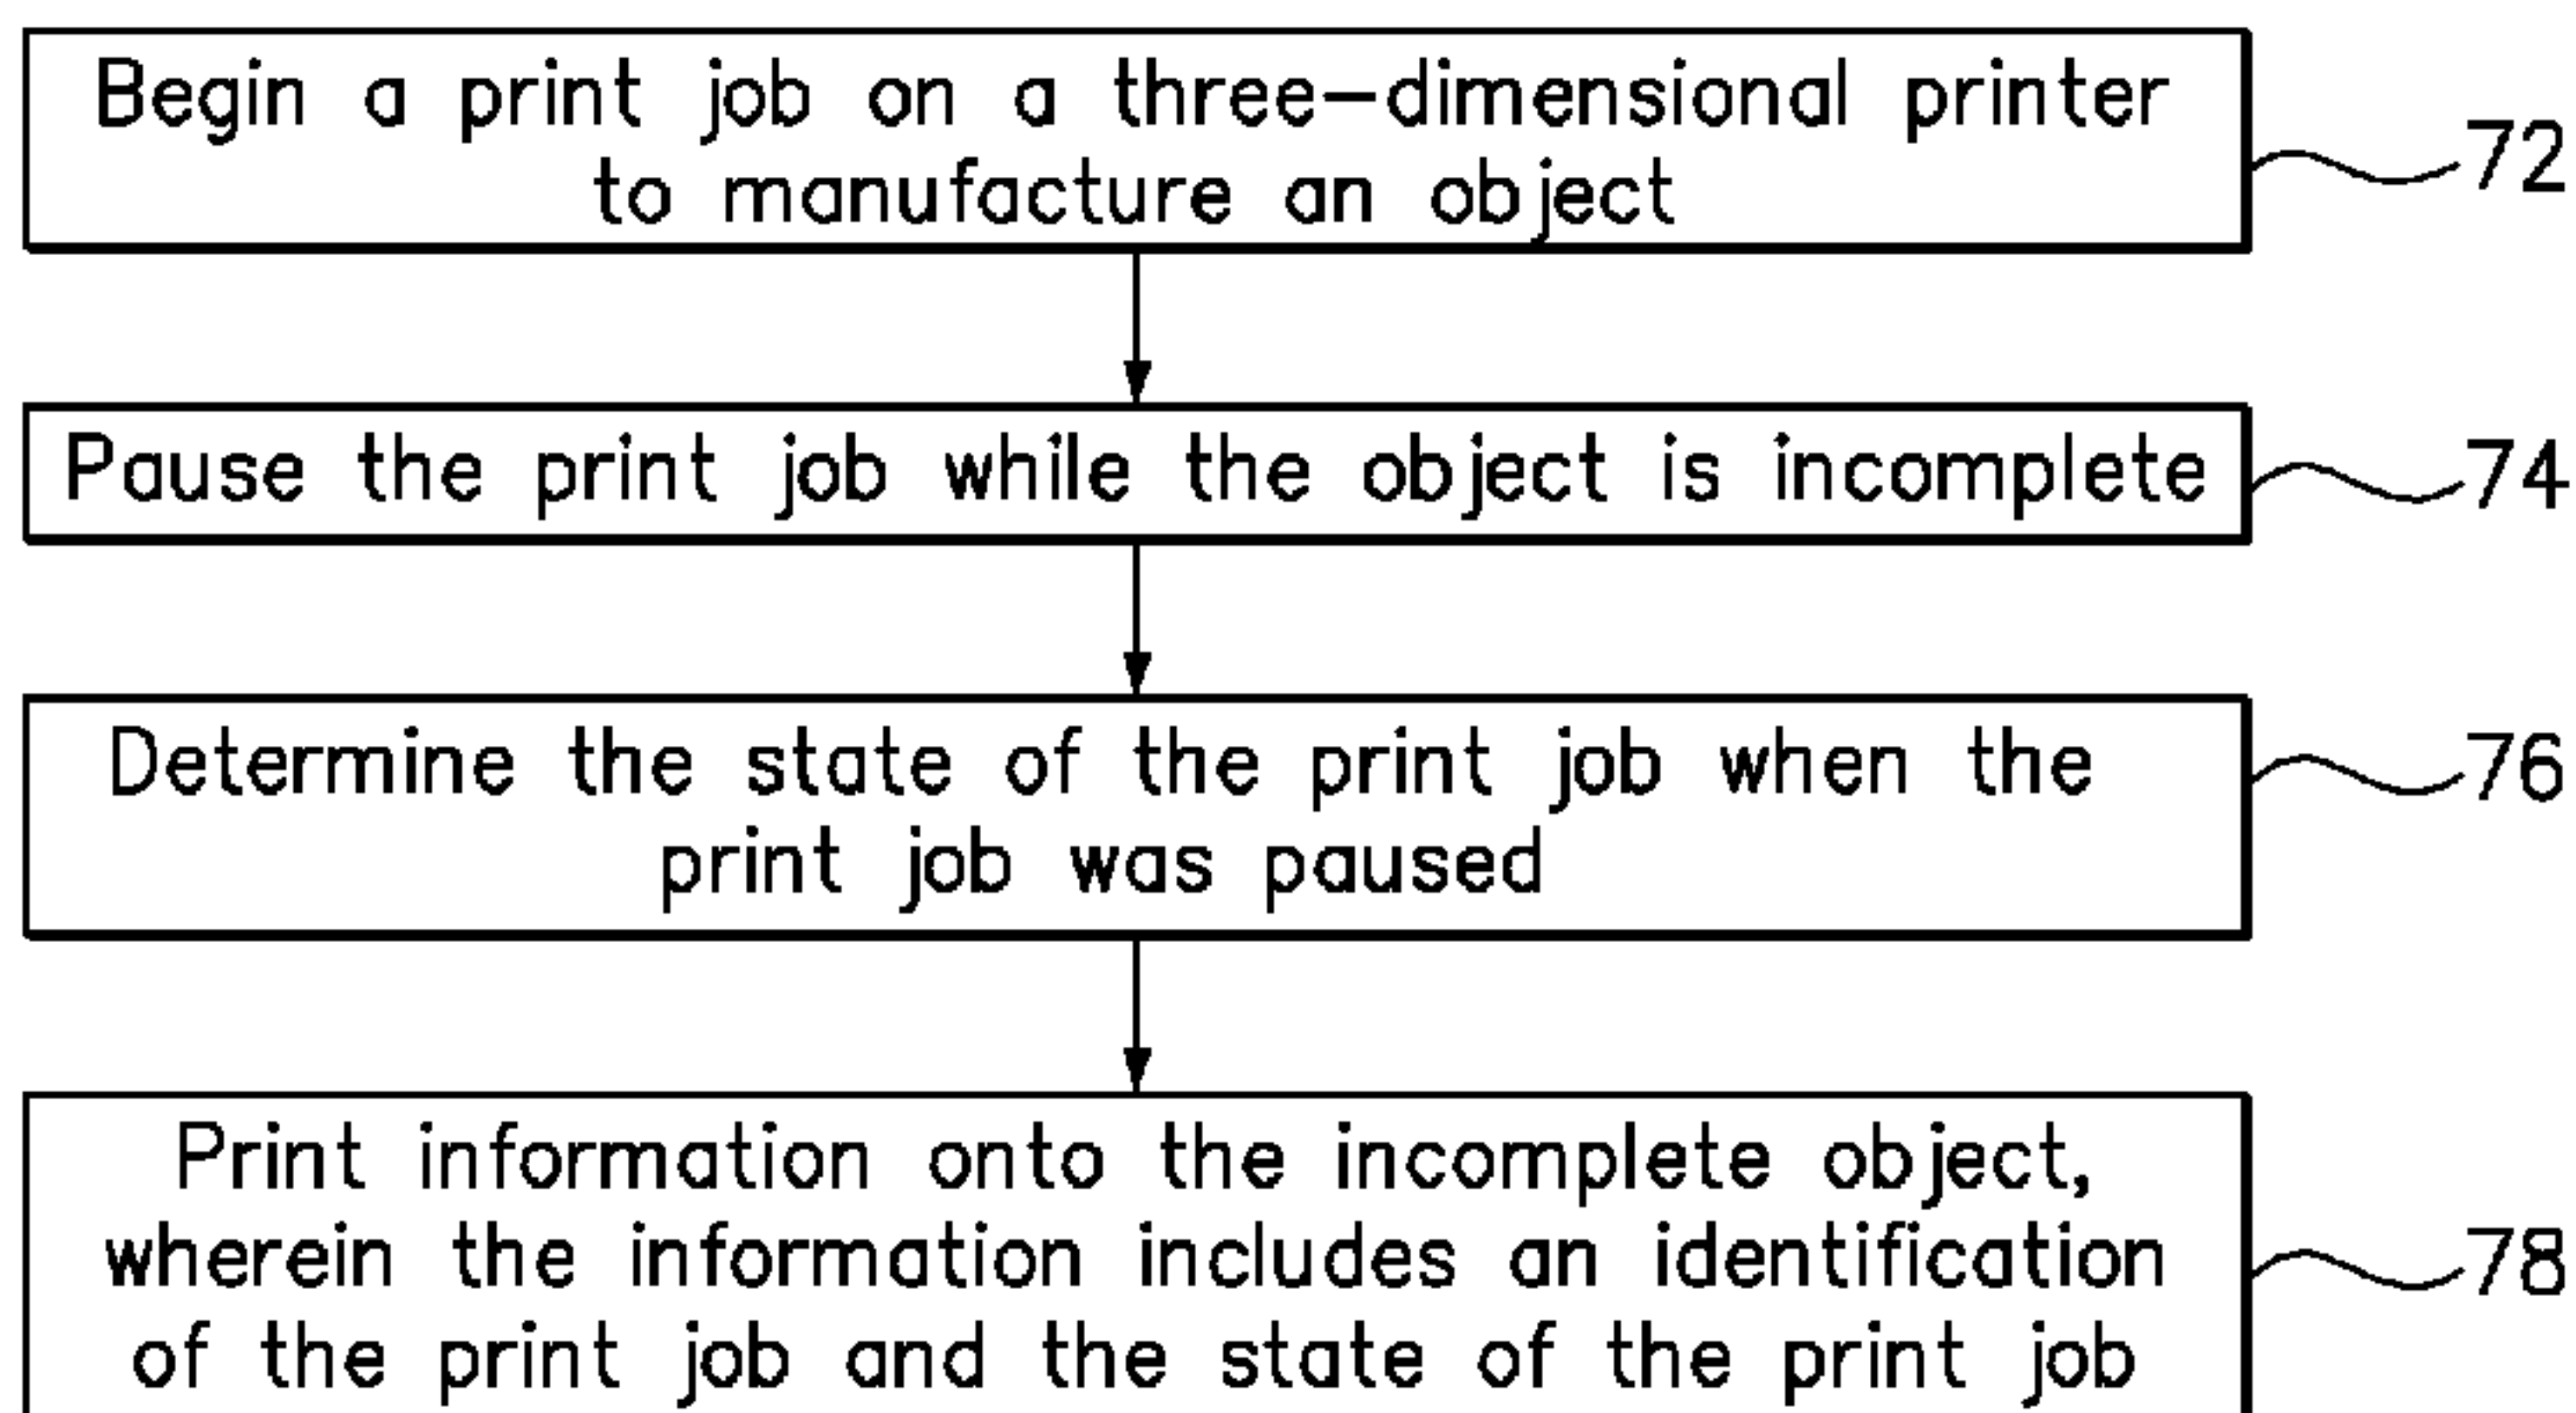 Begin a print job on a three-dimensional printer
to manufacture an object
72
Pause the print job while the object is incomplete
74
Determine the state of the print job when the
print job was paused
76
Print information onto the incomplete object,
wherein the information includes an identification
of the print job and the state of the print job
78